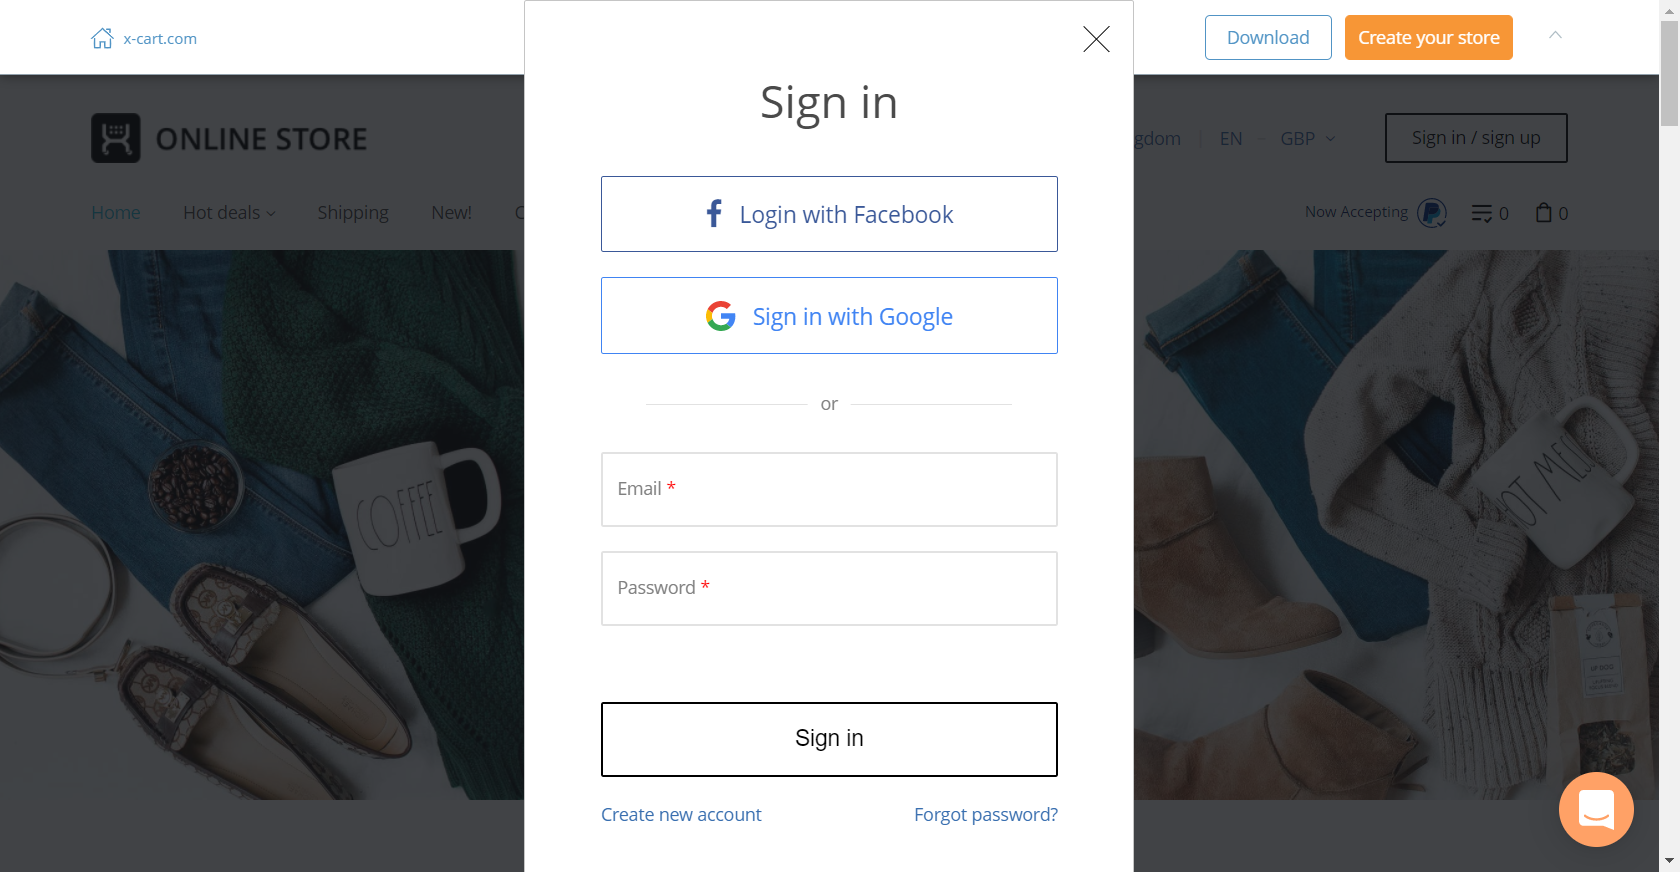 x-cart.com
Download
Create your store
ONLINE STORE
gdom
EN
GBP
Sign in / sign up
Home
Hot deals
Shipping
New!
Now Accepting
0
0
Sign in
Login with Facebook
Sign in with Google
or
Email *
Password *
Sign in
Create new account
Forgot password?
COFFEE